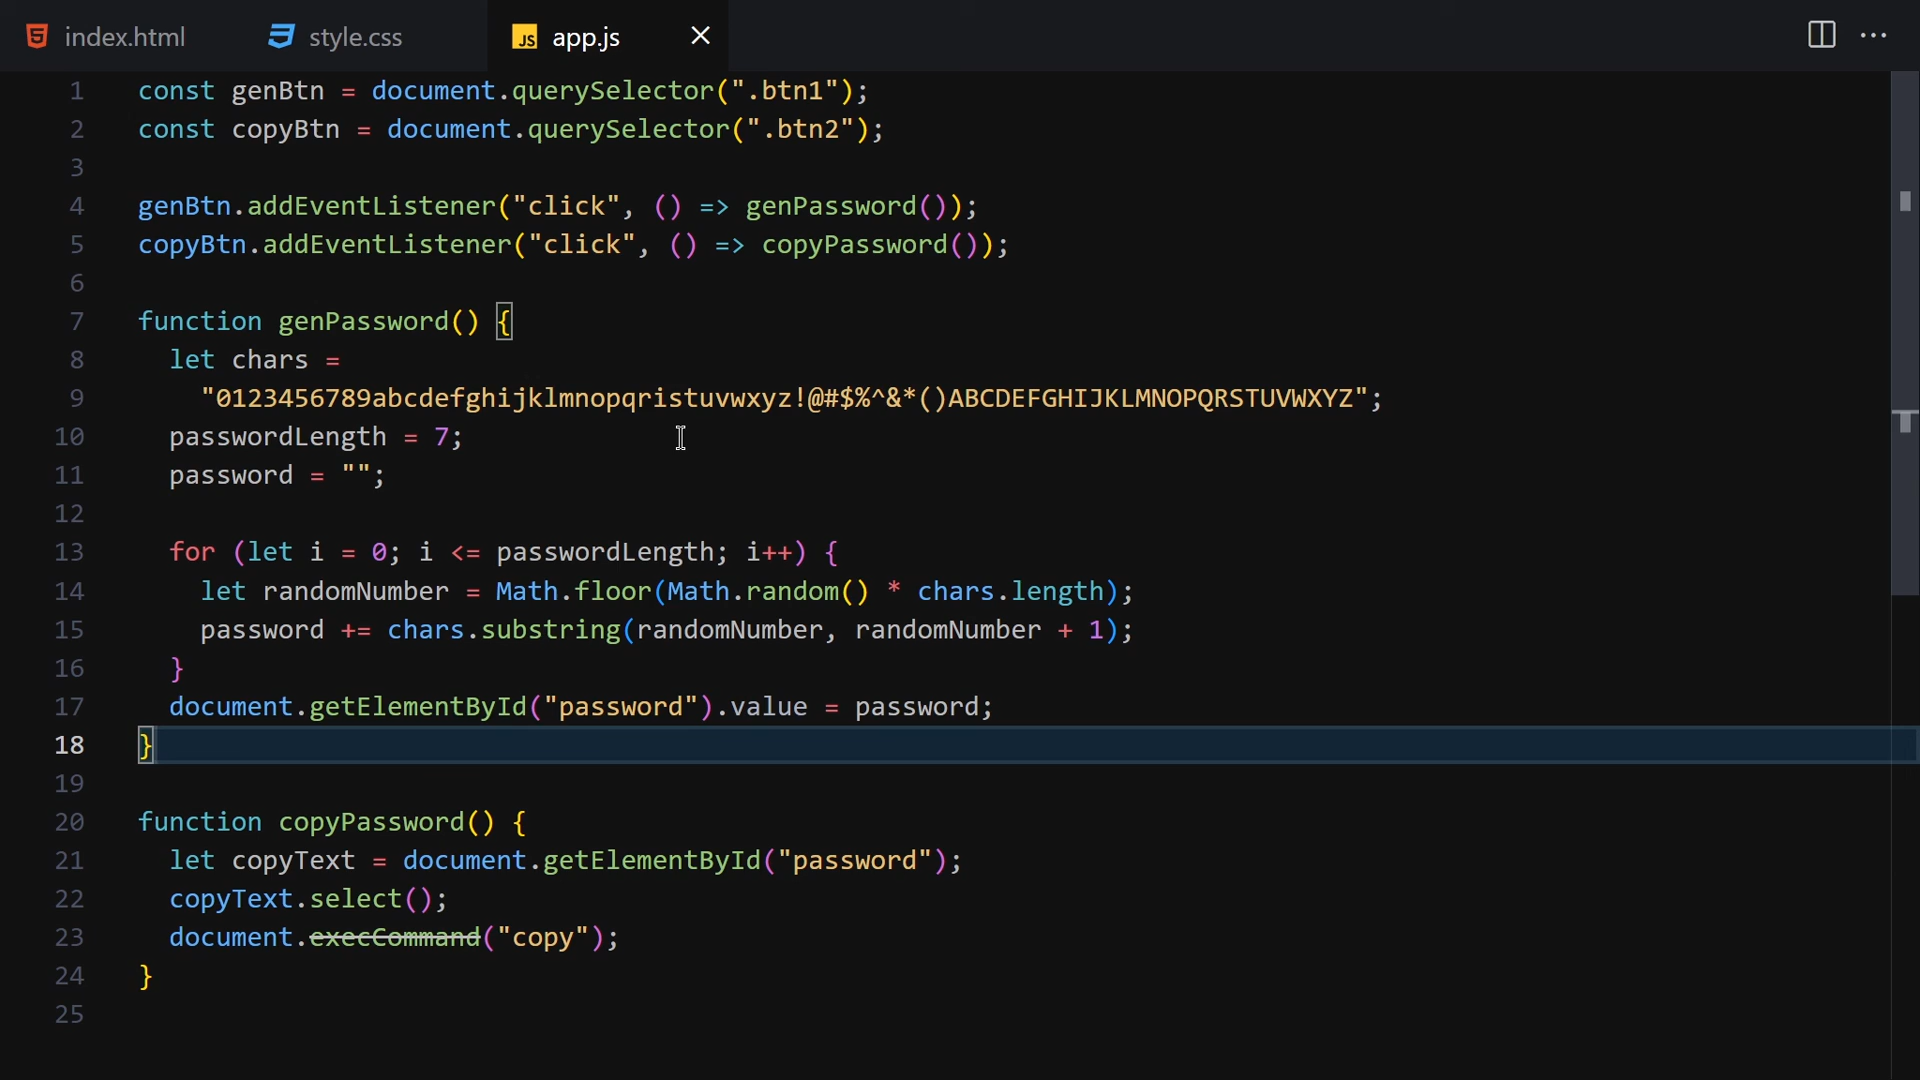 index.html style.css JS app.js
1 const genBtn = document.querySelector(".btn1");
2 const copyBtn = document.querySelector(".btn2");
3
4 genBtn.addEventListener("click", () => genPassword());
5 copyBtn.addEventListener("click", () => copyPassword());
6
7 function genPassword() {
8 let chars =
9 "0123456789abcdefghijklmnopqristuvwxyz!@#$%^&*()ABCDEFGHIJKLMNOPQRSTUVWXYZ";
10 passwordLength = 7;
11 password = "";
12
13 for (let i = 0; i <= passwordLength; i++) {
14 let randomNumber = Math.floor(Math.random() * chars.length);
15 password += chars.substring(randomNumber, randomNumber + 1);
16 }
17 document.getElementById("password").value = password;
18 }
19
20 function copyPassword() {
21 let copyText = document.getElementById("password");
22 copyText.select();
23 document.execCommand("copy");
24 }
25